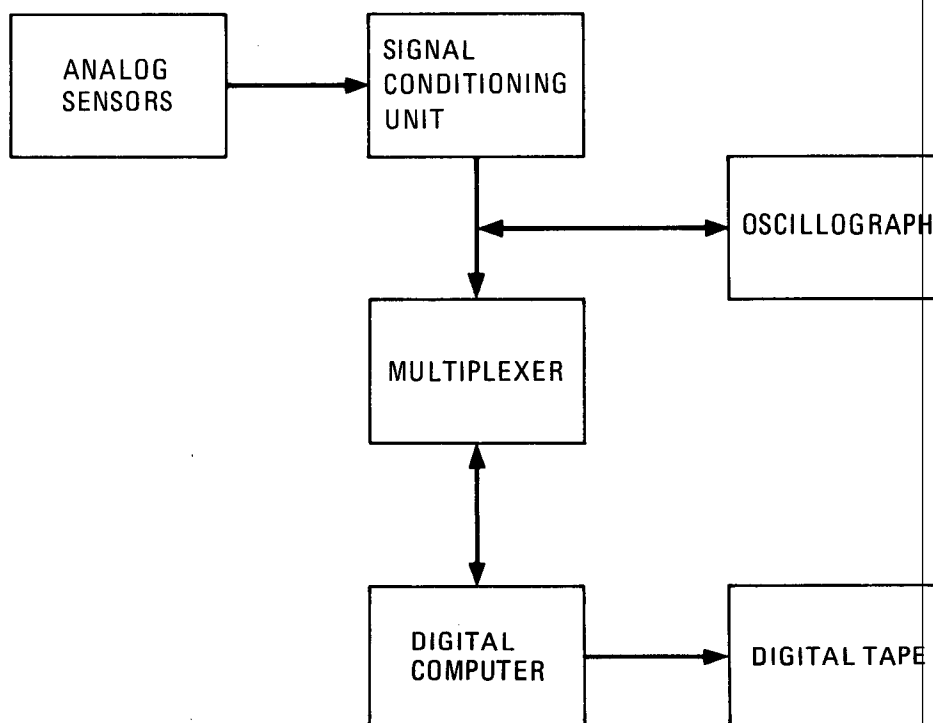 ANALOG
SENSORS
SIGNAL
CONDITIONING
UNIT
OSCILLOGRAPH
MULTIPLEXER
DIGITAL
COMPUTER
DIGITAL TAPE